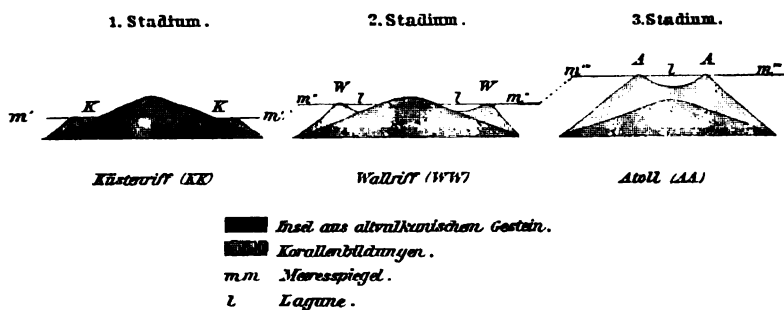 1. Stadium. 2. Stadium. 3. Stadium.
m''' A l A m'''
m'' W l l W m''
m' K K m'
Küstenriff (KK) Wallriff (WW) Atoll (AA)
Insel aus altvulkanischem Gestein.
Korallenbildungen.
mm Meeresspiegel.
l Lagune.